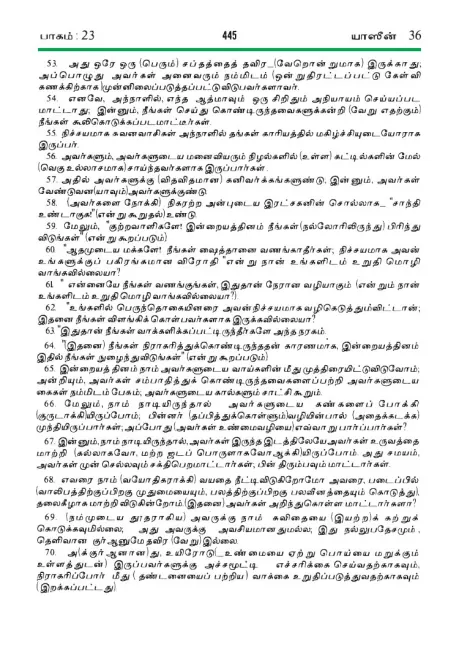 பாகம் : 23 445 யாஸீன் 36
53. அது ஒரே ஒரு (பெரும்) சப்தத்தைத் தவிர_(வேறொன்றுமாக) இருக்காது;
அப்பொழுது அவர்கள் அனைவரும் நம்மிடம் (ஒன்றுதிரட்டப்பட்டு கேள்வி
கணக்கிற்காக)முன்னிலைப்படுத்தப்பட்டுவிடுபவர்களாவர்.
54. எனவே, அந்நாளில், எந்த ஆத்மாவும் ஒரு சிறிதும் அநியாயம் செய்யப்பட
மாட்டாது; இன்னும், நீங்கள் செய்து கொண்டிருந்தவைகளுக்கன்றி (வேறு எதற்கும்)
நீங்கள் கூலிகொடுக்கப்படமாட்டீர்கள்.
55. நிச்சயமாக சுவனவாசிகள் அந்நாளில் தங்கள் காரியத்தில் மகிழ்ச்சியுடையோராக
இருப்பர்.
56. அவர்களும், அவர்களுடைய மனைவியரும் நிழல்களில் (உள்ள) கட்டில்களின் மேல்
(வெகு உல்லாசமாக)சாய்ந்தவர்களாக இருப்பார்கள்.
57. அதில் அவர்களுக்கு (விதவிதமான) கனிவர்க்கங்களுண்டு, இன்னும், அவர்கள்
வேண்டுவன(யாவும்)அவர்களுக்குண்டு.
58. (அவர்களை நோக்கி) நிகரற்ற அன்புடைய இரட்சகனின் சொல்லாக_ "சாந்தி
உண்டாகுக!"(என்று கூறுதல்) உண்டு.
59. மேலும், "குற்றவாளிகளே! இன்றையத்தினம் நீங்கள்(நல்லோரிலிருந்து) பிரிந்து
விடுங்கள்" (என்று கூறப்படும்)
60. "ஆதமுடைய மக்களே! நீங்கள் ஷைத்தானை வணங்காதீர்கள்; நிச்சயமாக அவன்
உங்களுக்குப் பகிரங்கமான விரோதி "என்று நான் உங்களிடம் உறுதி மொழி
வாங்கவில்லையா?
61. " என்னையே நீங்கள் வணங்குங்கள், இதுதான் நேரான வழியாகும் (என்றும் நான்
உங்களிடம் உறுதி மொழி வாங்கவில்லையா?).
62. "உங்களில் பெருந்தொகையினரை அவன் நிச்சயமாக வழிகெடுத்தும்விட்டான்;
இதனை நீங்கள் விளங்கிக்கொள்பவர்களாக இருக்கவில்லையா?
63."இதுதான் நீங்கள் வாக்களிக்கப்பட்டிருந்தீர்களே அந்த நரகம்.
64. "(இதனை) நீங்கள் நிராகரித்துக்கொண்டிருந்ததன் காரணமாக, இன்றையத்தினம்
இதில் நீங்கள் நுழைந்துவிடுங்கள்" (என்று கூறப்படும்)
65. இன்றையத் தினம் நாம் அவர்களுடைய வாய்களின் மீது முத்திரையிட்டுவிடுவோம்;
அன்றியும், அவர்கள் சம்பாதித்துக் கொண்டிருந்தவைகளைப்பற்றி அவர்களுடைய
கைகள் நம்மிடம் பேசும்; அவர்களுடைய கால்களும் சாட்சி கூறும்.
66. மேலும், நாம் நாடியிருந்தால் அவர்களுடைய கண்களைப் போக்கி
(குருடாக்கி)யிருப்போம்; பின்னர் (தப்பித்துக்கொள்ளும்)வழியின்பால் (அதைக்கடக்க)
முந்தியிருப்பார்கள்;அப்போது (அவர்கள் உண்மைவழியை)எவ்வாறு பார்ப்பார்கள்?
67. இன்னும், நாம் நாடியிருந்தால், அவர்கள் இருந்த இடத்திலேயேஅவர்கள் உருவத்தை
மாற்றி (கல்லாகவோ, மற்ற ஜடப் பொருளாகவோஆக்கி)யிருப்போம். அது சமயம்,
அவர்கள் முன் செல்லவும் சக்திபெறமாட்டார்கள்; பின் திரும்பவும் மாட்டார்கள்.
68. எவரை நாம் (வயோதிகராக்கி) வயதை நீட்டிவிடுகிறோமோ அவரை, படைப்பில்
(வாலிபத்திற்குப்பிறகு முதுமையையும், பலத்திற்குப்பிறகு பலவீனத்தையும் கொடுத்து),
தலைகீழாகமாற்றிவிடுகின்றோம்.(இதனை) அவர்கள் அறிந்துகொள்ள மாட்டார்களா?
69. (நம்முடைய தூதராகிய) அவருக்கு நாம் கவிதையை (இயற்ற)க் கற்றுக்
கொடுக்கவுமில்லை; அது அவருக்கு அவசியமானதுமல்ல; இது நல்லுபதேசமும்,
தெளிவான குர்ஆனுமேதவிர (வேறு) இல்லை.
70. அ(க்குர்ஆனான)து, உயிரோடு(_உண்மையை ஏற்று பொய்யை மறுக்கும்
உள்ளத்துடன்) இருப்பவர்களுக்கு அச்சமூட்டி எச்சரிக்கை செய்வதற்காகவும்,
நிராகரிப்போர் மீது (தண்டனையைப் பற்றிய) வாக்கை உறுதிப்படுத்துவதற்காகவும்
(இறக்கப்பட்டது)